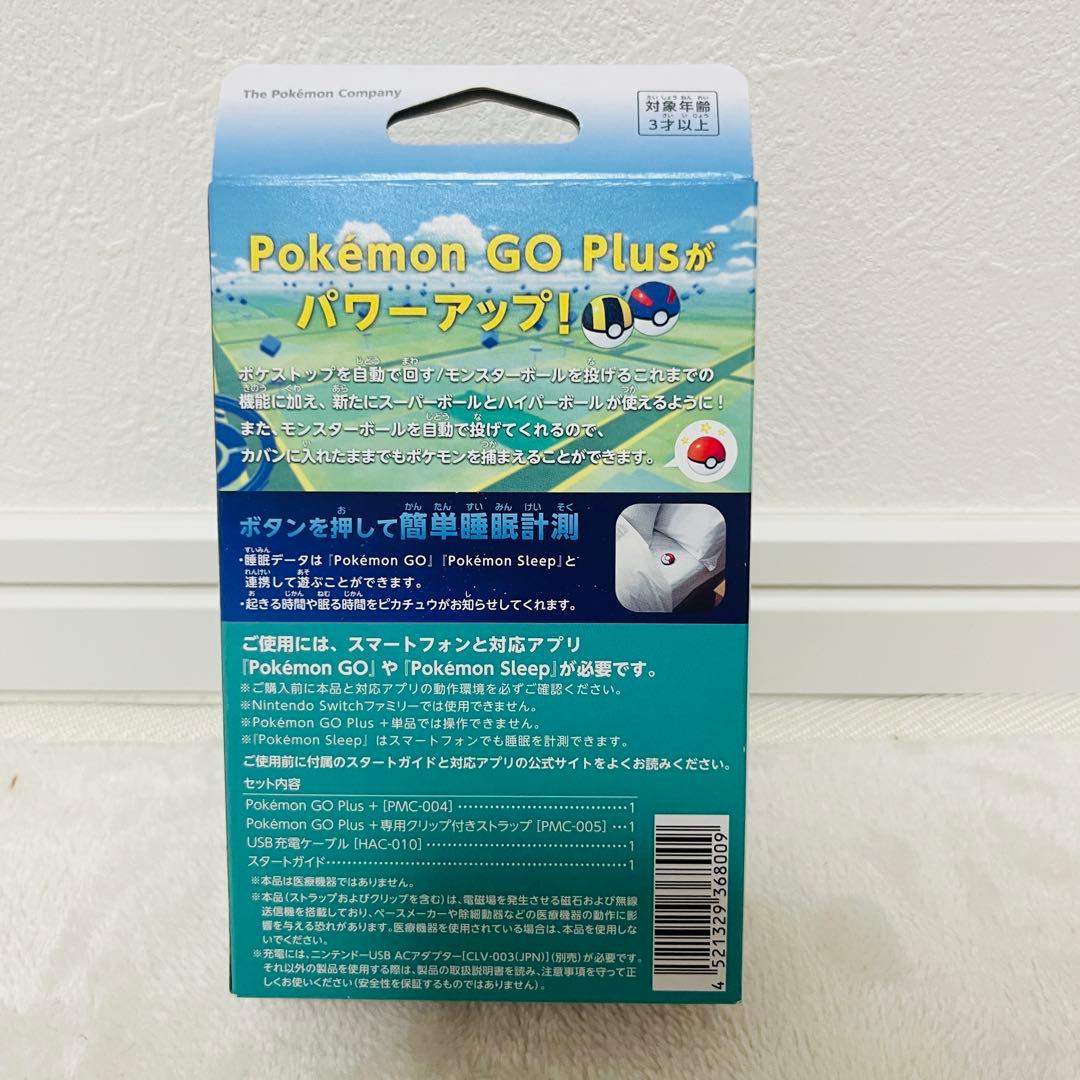 The Pokémon Company
対象年齢
3才以上
Pokémon GO Plusが
パワーアップ!
ポケストップを自動で回す/モンスターボールを投げるこれまでの
機能に加え、新たにスーパーボールとハイパーボールが使えるように!
また、モンスターボールを自動で投げてくれるので、
カバンに入れたままでもポケモンを捕まえることができます。
ボタンを押して簡単睡眠計測
・睡眠データは『Pokémon GO』『Pokémon Sleep』と
連携して遊ぶことができます。
・起きる時間や眠る時間をピカチュウがお知らせしてくれます。
ご使用には、スマートフォンと対応アプリ
『Pokémon GO』や『Pokémon Sleep』が必要です。
※ご購入前に本品と対応アプリの動作環境を必ずご確認ください。
※Nintendo Switchファミリーでは使用できません。
※Pokémon GO Plus +単品では操作できません。
※『Pokémon Sleep』はスマートフォンでも睡眠を計測できます。
ご使用前に付属のスタートガイドと対応アプリの公式サイトをよくお読みください。
セット内容
Pokémon GO Plus + [PMC-004] ……………………………1
Pokémon GO Plus +専用クリップ付きストラップ [PMC-005] …1
USB充電ケーブル [HAC-010]…………………………………1
スタートガイド……………………………………………………1
※本品は医療機器ではありません。
※本品(ストラップおよびクリップを含む)は、電磁場を発生させる磁石および無線
送信機を搭載しており、ペースメーカーや除細動器などの医療機器の動作に影
響を与える恐れがあります。医療機器を使用されている場合は、本品を使用しな
いでください。
※充電には、ニンテンドーUSB ACアダプター[CLV-003(JPN)](別売)が必要です。
それ以外の製品を使用する際は、製品の取扱説明書を読み、注意事項を守って正
しくお使いください(安全性を保証するものではありません)。
4 521329 368009